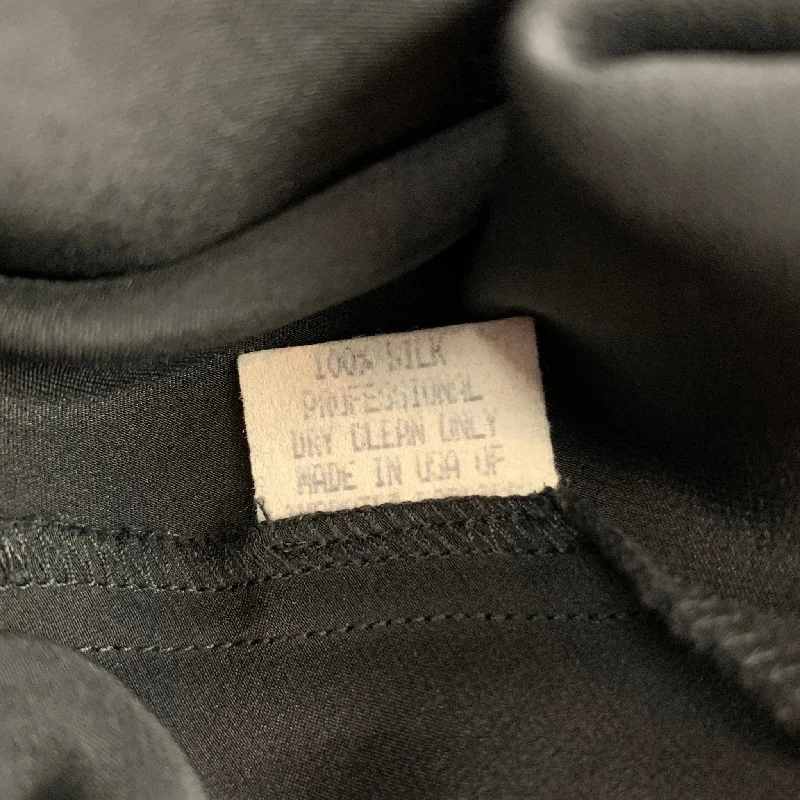 100% SILK
PROFESSIONAL
DRY CLEAN ONLY
MADE IN USA OF